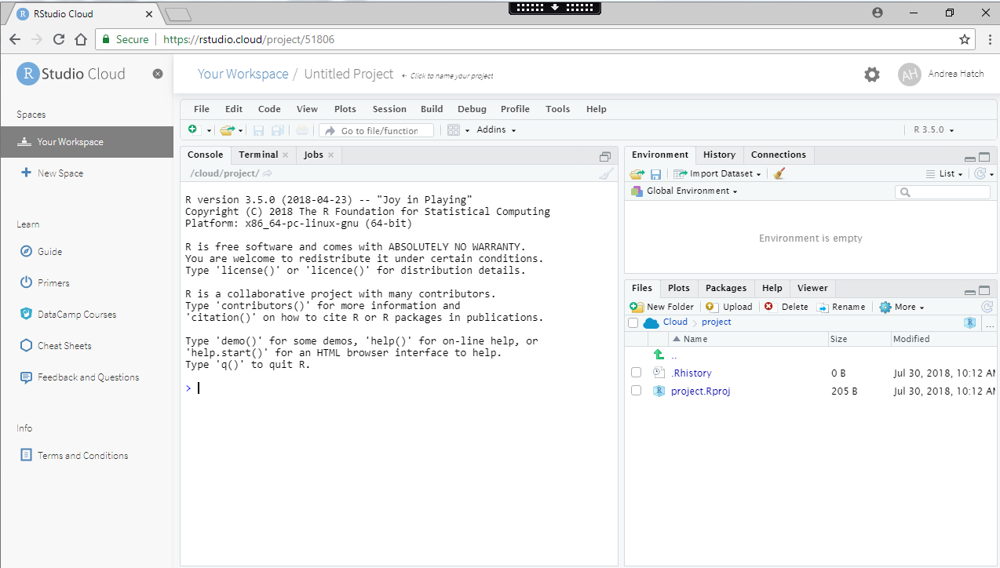 RStudio Cloud
Secure https://rstudio.cloud/project/51806
R Studio Cloud
Your Workspace / Untitled Project ← Click to name your project
AH Andrea Hatch
Spaces
Your Workspace
New Space
Learn
Guide
Primers
DataCamp Courses
Cheat Sheets
Feedback and Questions
Info
Terms and Conditions
File Edit Code View Plots Session Build Debug Profile Tools Help
Go to file/function Addins R 3.5.0
Console Terminal Jobs
/cloud/project/
R version 3.5.0 (2018-04-23) -- "Joy in Playing"
Copyright (C) 2018 The R Foundation for Statistical Computing
Platform: x86_64-pc-linux-gnu (64-bit)
R is free software and comes with ABSOLUTELY NO WARRANTY.
You are welcome to redistribute it under certain conditions.
Type 'license()' or 'licence()' for distribution details.
R is a collaborative project with many contributors.
Type 'contributors()' for more information and
'citation()' on how to cite R or R packages in publications.
Type 'demo()' for some demos, 'help()' for on-line help, or
'help.start()' for an HTML browser interface to help.
Type 'q()' to quit R.
>
Environment History Connections
Import Dataset List
Global Environment
Environment is empty
Files Plots Packages Help Viewer
New Folder Upload Delete Rename More
Cloud project R ...
Name Size Modified
..
.Rhistory 0 B Jul 30, 2018, 10:12 AM
project.Rproj 205 B Jul 30, 2018, 10:12 AM